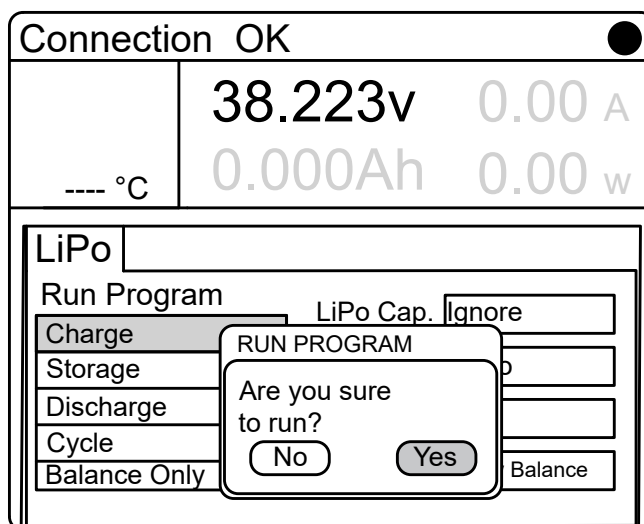 Connection OK
38.223v 0.00 A
---- °C 0.000Ah 0.00 w
LiPo
Run Program
LiPo Cap. Ignore
Charge
Storage
Discharge
Cycle
Balance Only
RUN PROGRAM
Are you sure
to run?
No Yes
Balance